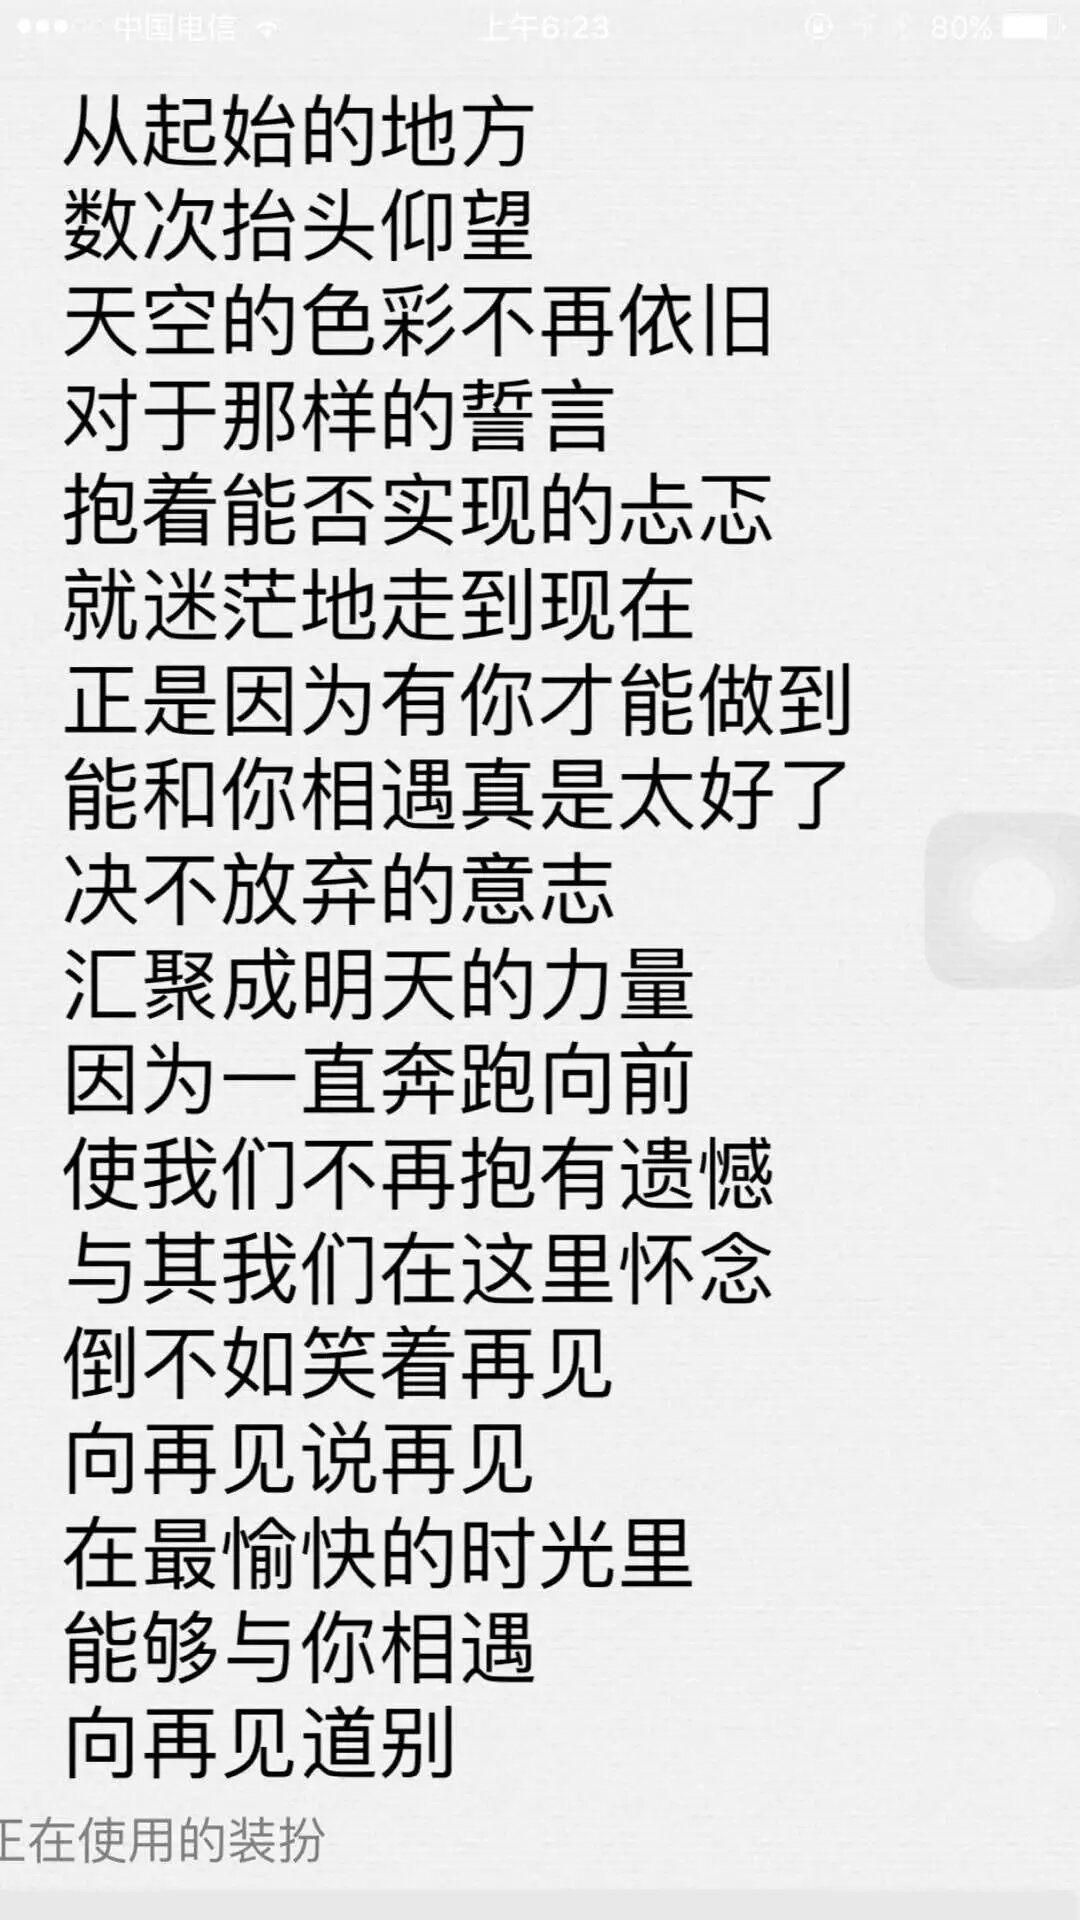 中国电信 上午6:23 80%
从起始的地方
数次抬头仰望
天空的色彩不再依旧
对于那样的誓言
抱着能否实现的忐忑
就迷茫地走到现在
正是因为有你才能做到
能和你相遇真是太好了
决不放弃的意志
汇聚成明天的力量
因为一直奔跑向前
使我们不再抱有遗憾
与其我们在这里怀念
倒不如笑着再见
向再见说再见
在最愉快的时光里
能够与你相遇
向再见道别
正在使用的装扮